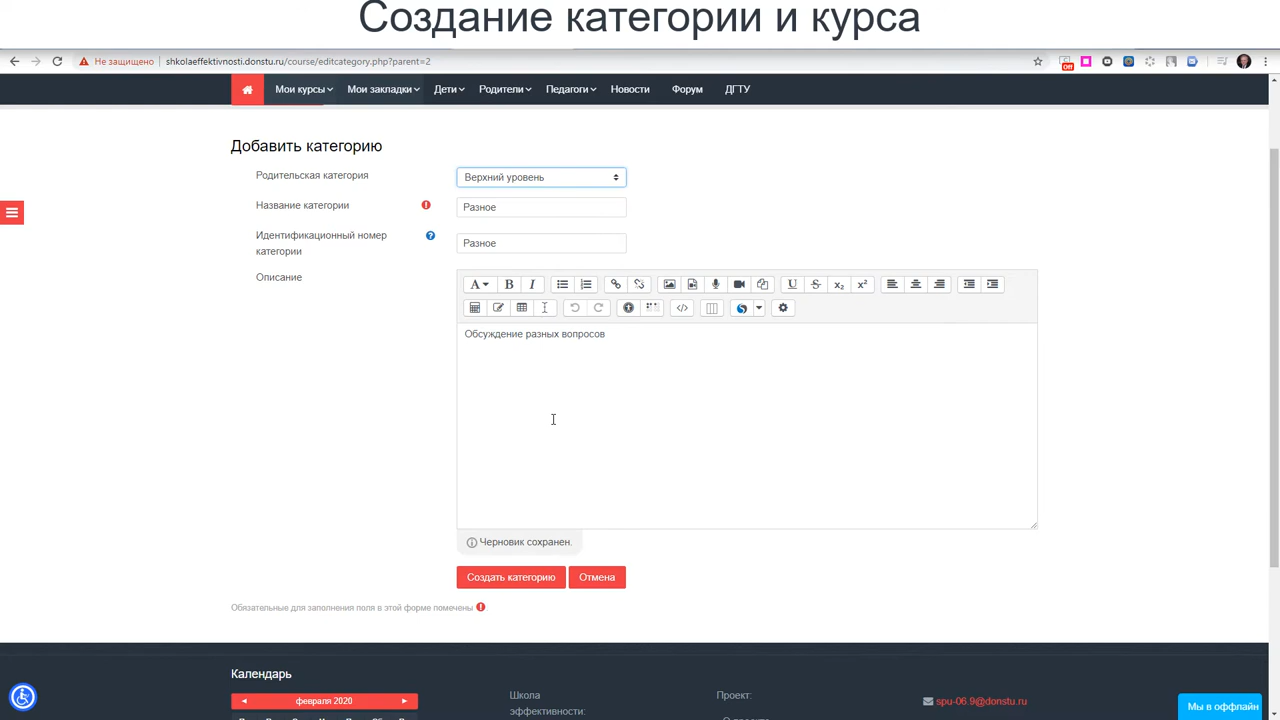 Создание категории и курса
Не защищено shkolaeffektivnosti.donstu.ru/course/editcategory.php?parent=2
Off
Мои курсы Мои закладки Дети Родители Педагоги Новости Форум ДГТУ
Добавить категорию
Родительская категория Верхний уровень
Название категории Разное
Идентификационный номер
категории
Разное
Описание
Обсуждение разных вопросов
Черновик сохранен.
Создать категорию Отмена
Обязательные для заполнения поля в этой форме помечены
Календарь
февраля 2020
Школа
эффективности:
Проект:
spu-06.9@donstu.ru
Мы в оффлайн